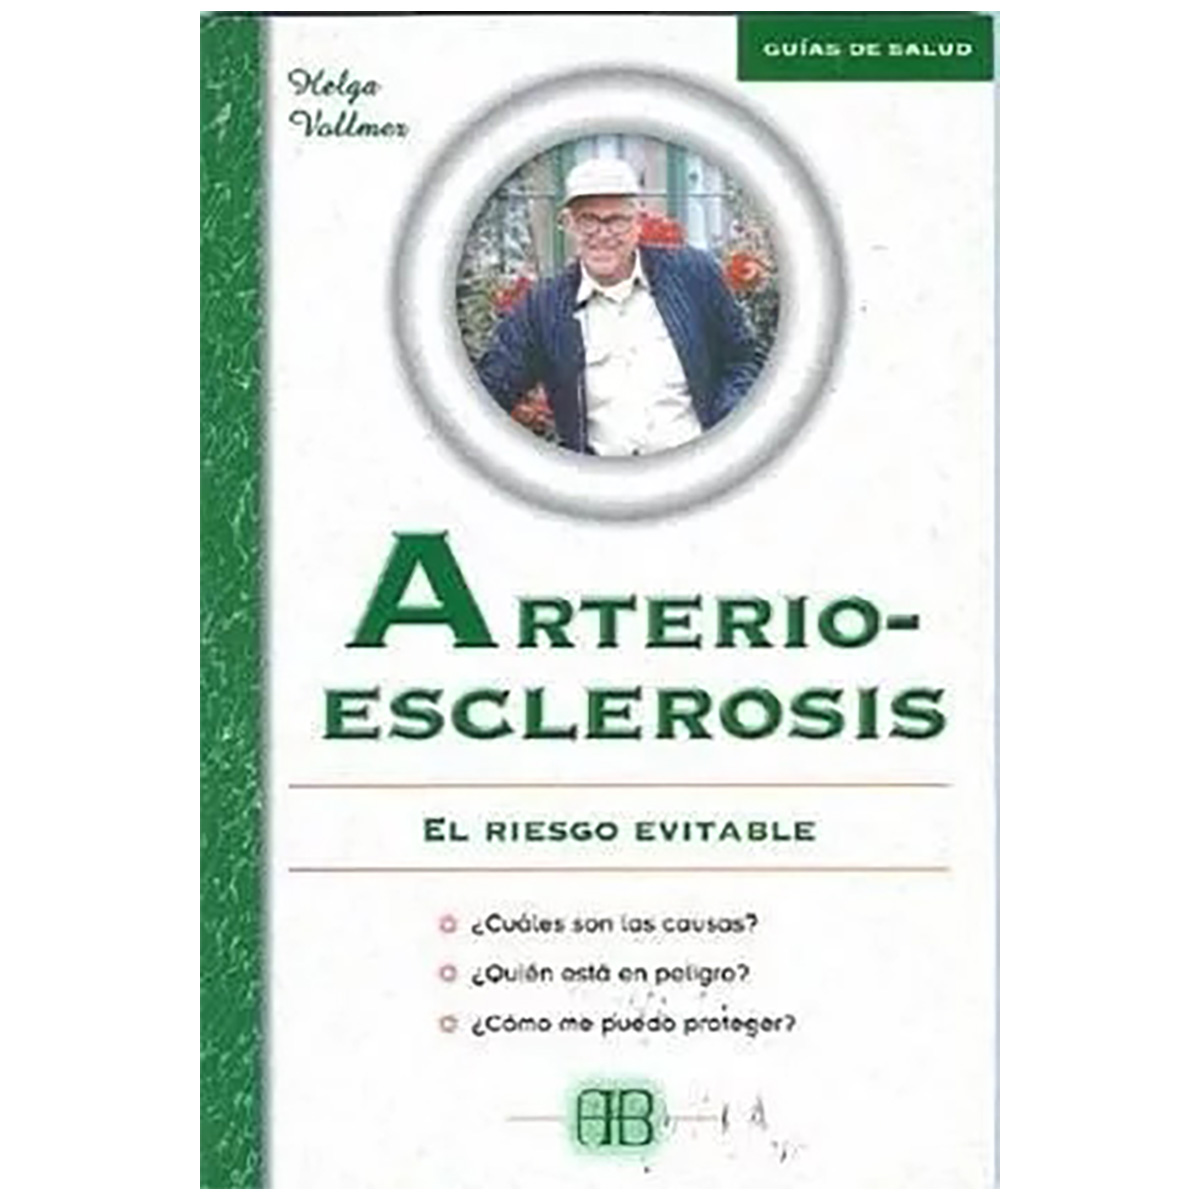 GUÍAS DE SALUD
Helga
Vollmer
ARTERIO-
ESCLEROSIS
EL RIESGO EVITABLE
¿Cuáles son las causas?
¿Quién está en peligro?
¿Cómo me puedo proteger?
AB